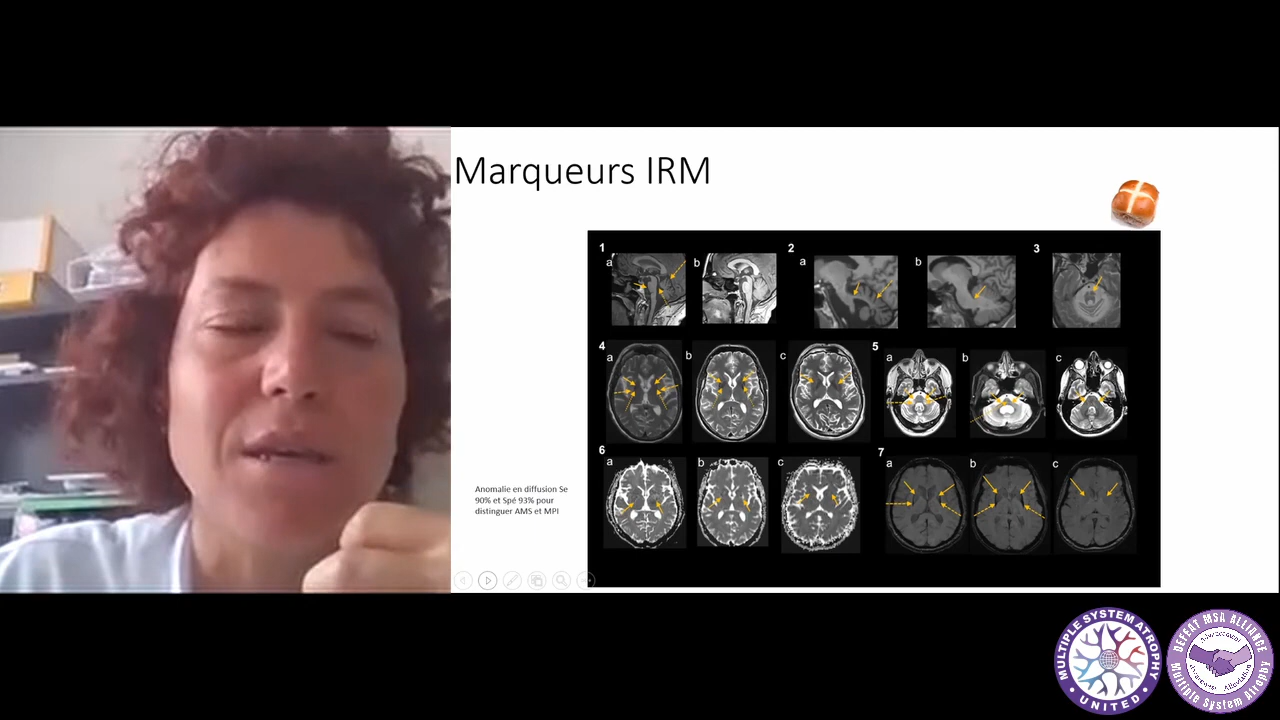 Marqueurs IRM
1
a
b
2
a
b
3
4
a
b
c
5
a
b
c
6
a
b
c
7
a
b
c
Anomalie en diffusion Se
90% et Spé 93% pour
distinguer AMS et MPI
MULTIPLE SYSTEM ATROPHY
• UNITED •
DEFEAT MSA ALLIANCE
Multiple System Atrophy